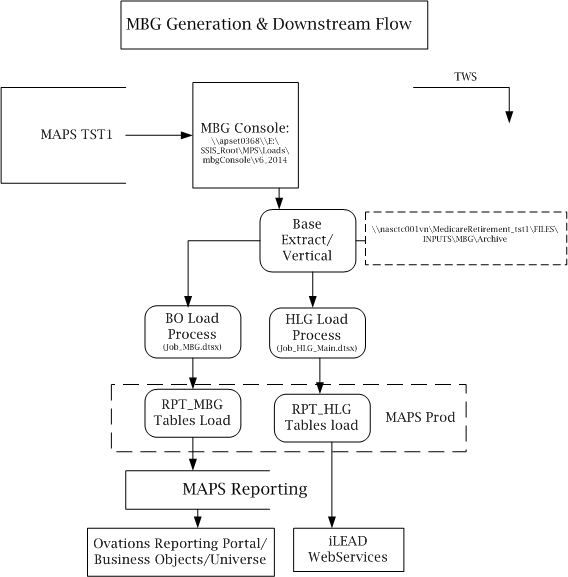 MBG Generation & Downstream Flow
TWS
MAPS TST1
MBG Console:
\\apset0368\\E:\
SSIS_Root\MPS\Loads\
mbgConsole\v6_2014
Base
Extract/
Vertical
\\nasctc001vn\MedicareRetirement_tst1\FILES\
INPUTS\MBG\Archive
BO Load
Process
(Job_MBG.dtsx)
HLG Load
Process
(Job_HLG_Main.dtsx)
RPT_MBG
Tables Load
RPT_HLG
Tables load
MAPS Prod
MAPS Reporting
Ovations Reporting Portal/
Business Objects/Universe
iLEAD
WebServices